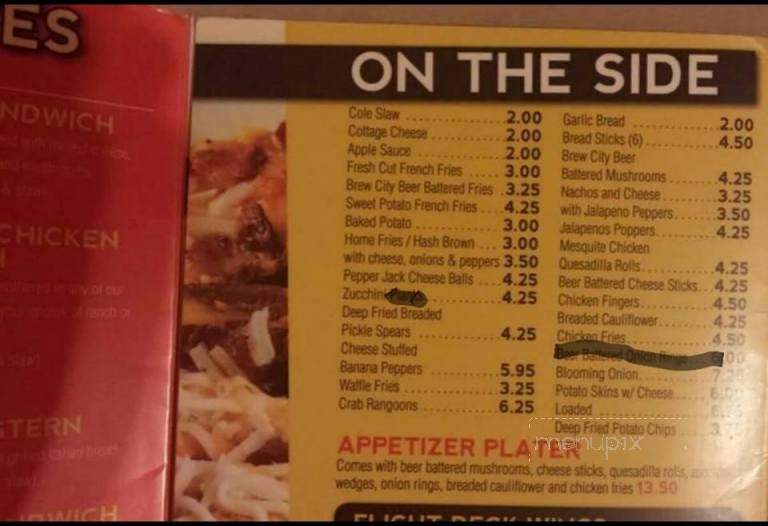 ES
NDWICH
CHICKEN
STERN
ON THE SIDE
Cole Slaw 2.00
Cottage Cheese 2.00
Apple Sauce 2.00
Fresh Cut French Fries 3.00
Brew City Beer Battered Fries 3.25
Sweet Potato French Fries 4.25
Baked Potato 3.00
Home Fries / Hash Brown 3.00
with cheese, onions & peppers 3.50
Pepper Jack Cheese Balls 4.25
4.25
Deep Fried Breaded
Pickle Spears 4.25
Cheese Stuffed
Banana Peppers 5.95
Waffle Fries 3.25
Crab Rangoons 6.25
Garlic Bread 2.00
Bread Sticks (6) 4.50
Brew City Beer
Battered Mushrooms 4.25
Nachos and Cheese 3.25
with Jalapeno Peppers 3.50
Jalapenos Poppers 4.25
Mesquite Chicken
Quesadilla Rolls 4.25
Beer Battered Cheese Sticks 4.25
Chicken Fingers 4.50
Breaded Cauliflower 4.25
Chicken Fries 4.50
Beer Battered Onion Rings
Blooming Onion
Potato Skins w/ Cheese
Loaded
Deep Fried Potato Chips
APPETIZER PLATER
Comes with beer battered mushrooms, cheese sticks, quesadilla rolls,
wedges, onion rings, breaded cauliflower and chicken fries 13.50
menupix
FLIGHT DECK WINGS